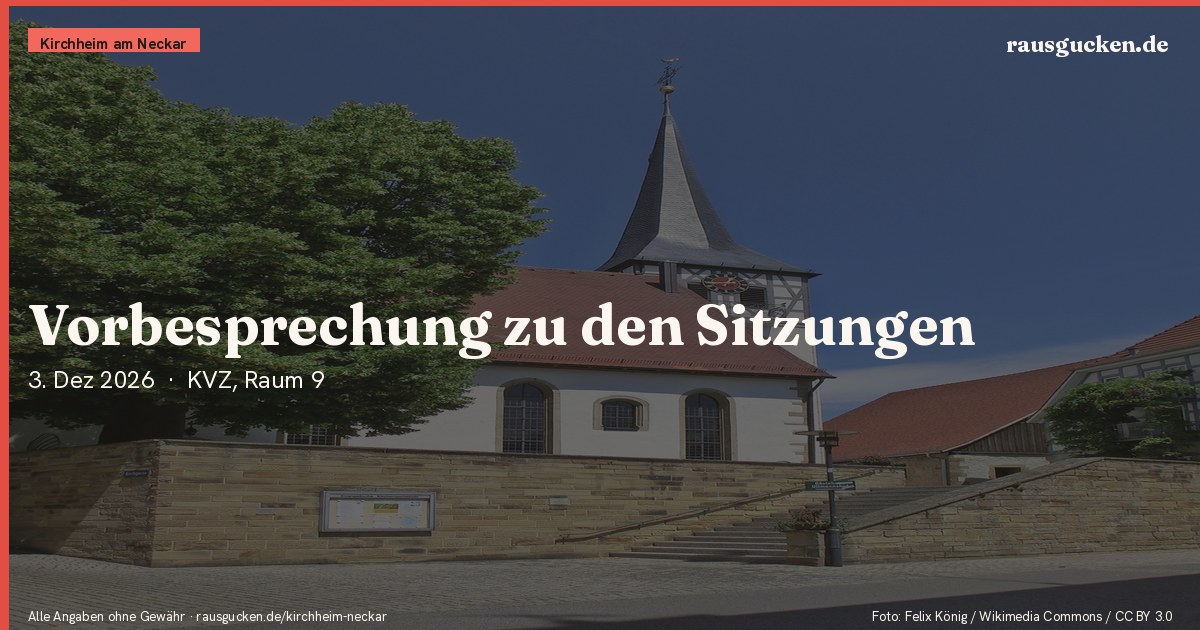 Kirchheim am Neckar
rausgucken.de
Vorbesprechung zu den Sitzungen
3. Dez 2026 · KVZ, Raum 9
Alle Angaben ohne Gewähr · rausgucken.de/kirchheim-neckar
Foto: Felix König / Wikimedia Commons / CC BY 3.0